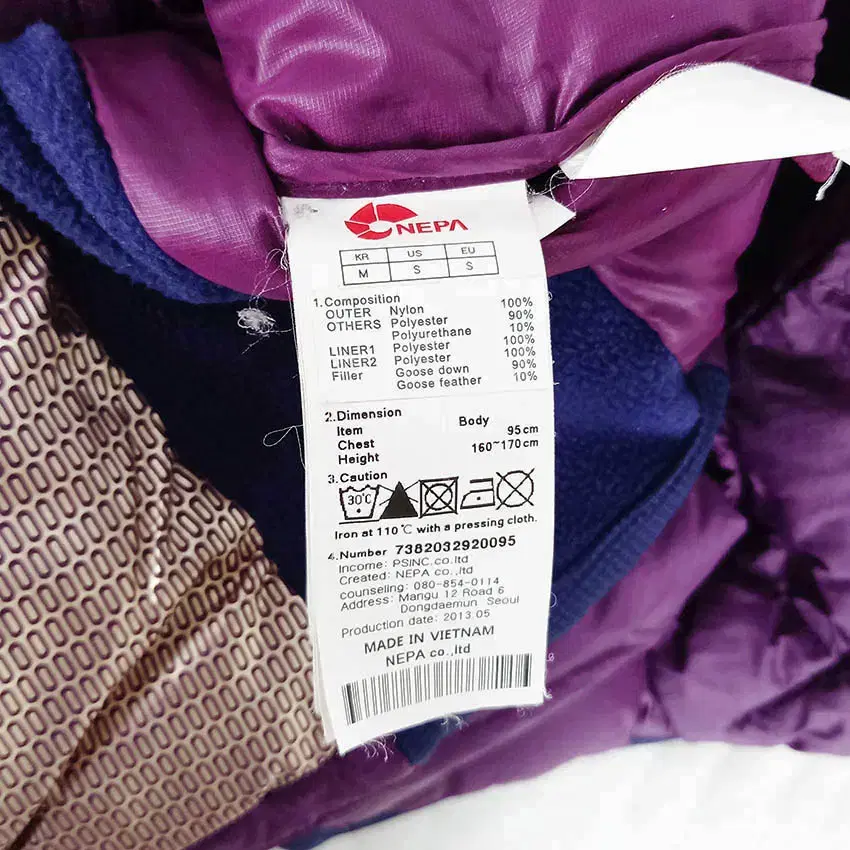 NEPA
KR US EU
M S S
1.Composition
OUTER Nylon 100%
OTHERS Polyester 90%
Polyurethane 10%
LINER1 Polyester 100%
LINER2 Polyester 100%
Filler Goose down 90%
Goose feather 10%
2.Dimension
Item Body
Chest 95cm
Height 160~170cm
3.Caution
30℃
Iron at 110℃ with a pressing cloth.
4.Number 7382032920095
Income: PSINC.co.ltd
Created: NEPA co.,ltd
counseling: 080-854-0114
Address: Mangu 12 Road 6
Dongdaemun Seoul
Production date: 2013.05
MADE IN VIETNAM
NEPA co.,ltd